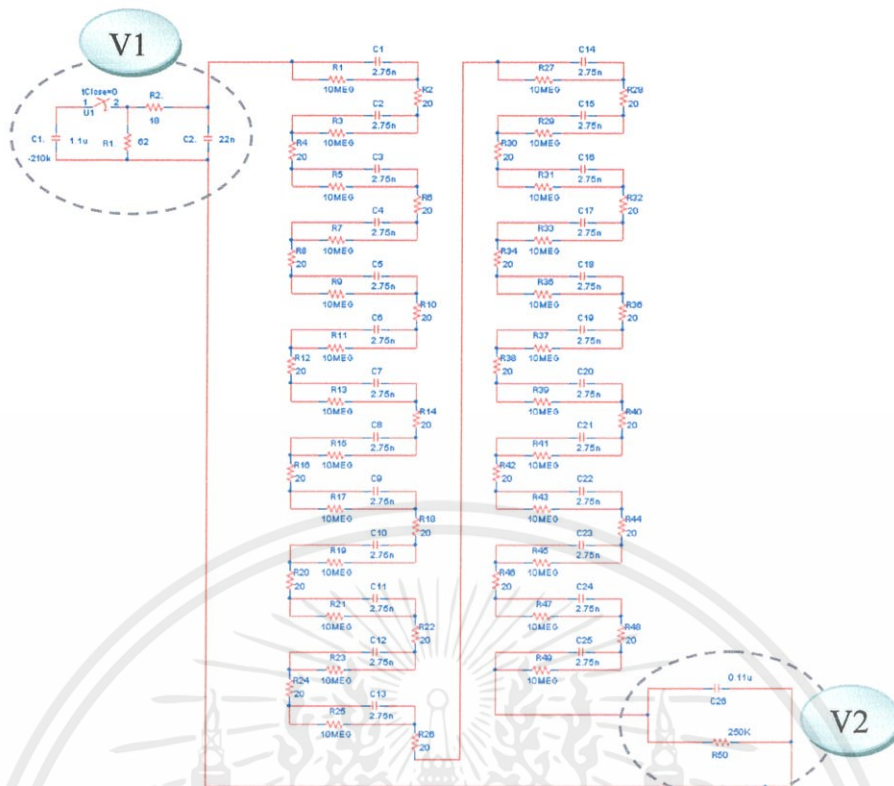 V1
tClose=0
1 2
U1
R2.
18
C1.
1.1u
-210k
R1.
62
C2.
22n
C1
2.75n
R1
10MEG
R2
20
C2
2.75n
R3
10MEG
R4
20
C3
2.75n
R5
10MEG
R6
20
C4
2.75n
R7
10MEG
R8
20
C5
2.75n
R9
10MEG
R10
20
C6
2.75n
R11
10MEG
R12
20
C7
2.75n
R13
10MEG
R14
20
C8
2.75n
R15
10MEG
R16
20
C9
2.75n
R17
10MEG
R18
20
C10
2.75n
R19
10MEG
R20
20
C11
2.75n
R21
10MEG
R22
20
C12
2.75n
R23
10MEG
R24
20
C13
2.75n
R25
10MEG
R26
20
C14
2.75n
R27
10MEG
R28
20
C15
2.75n
R29
10MEG
R30
20
C16
2.75n
R31
10MEG
R32
20
C17
2.75n
R33
10MEG
R34
20
C18
2.75n
R35
10MEG
R36
20
C19
2.75n
R37
10MEG
R38
20
C20
2.75n
R39
10MEG
R40
20
C21
2.75n
R41
10MEG
R42
20
C22
2.75n
R43
10MEG
R44
20
C23
2.75n
R45
10MEG
R46
20
C24
2.75n
R47
10MEG
R48
20
C25
2.75n
R49
10MEG
0.11u
C26
250K
R50
V2